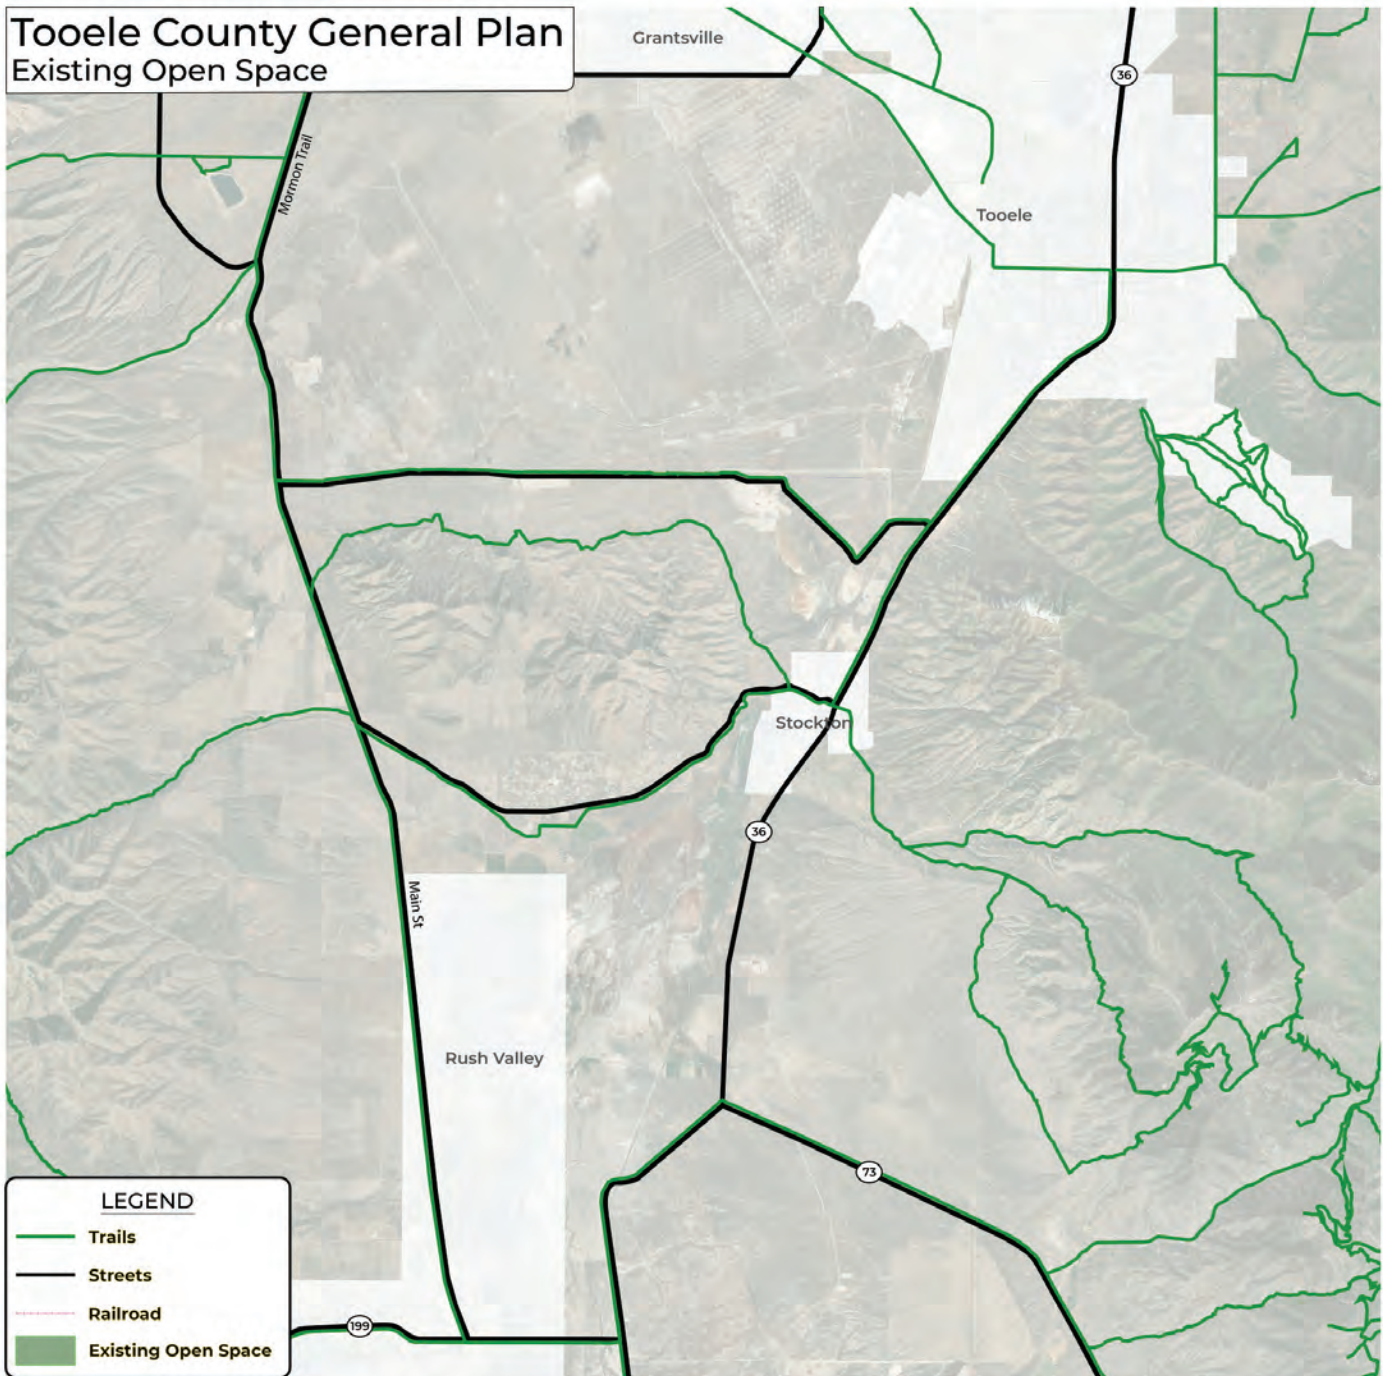 Tooele County General Plan
Existing Open Space
Grantsville
36
Mormon Trail
Tooele
Stockton
36
Main St
Rush Valley
73
199
LEGEND
Trails
Streets
Railroad
Existing Open Space